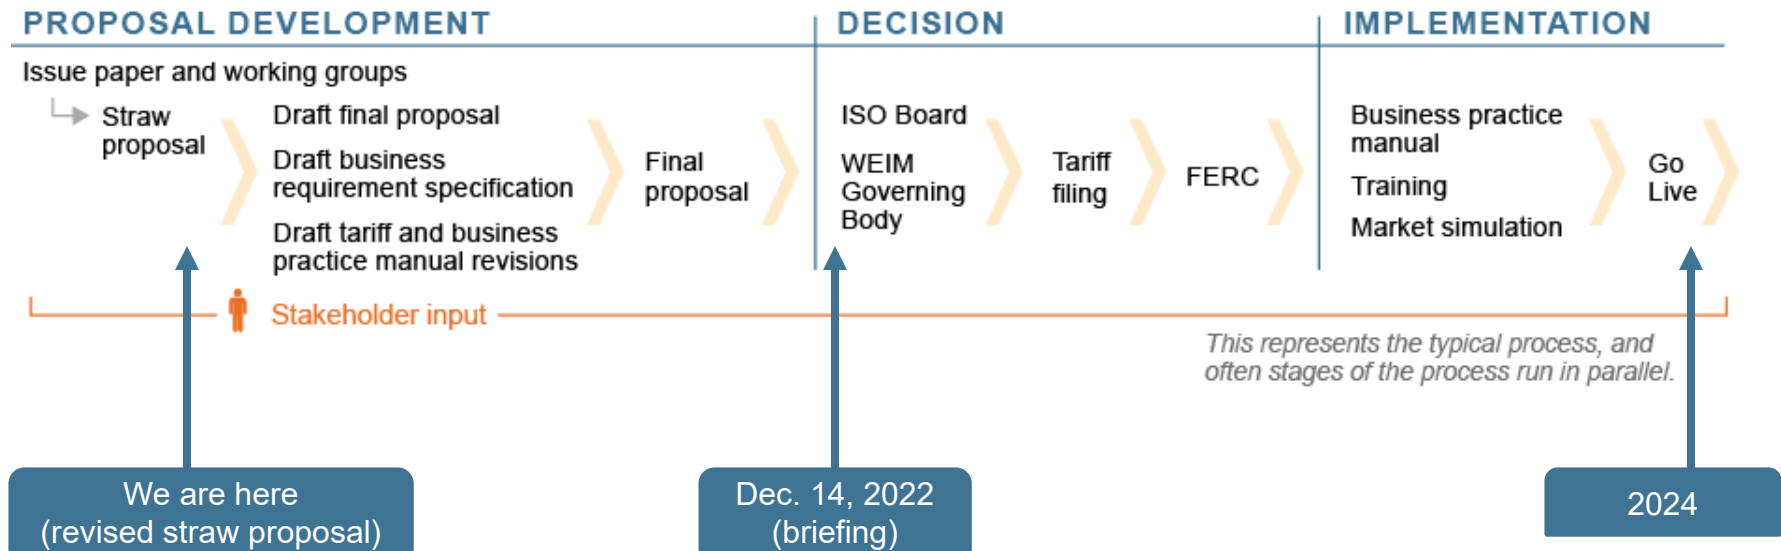 PROPOSAL DEVELOPMENT
DECISION
IMPLEMENTATION
Issue paper and working groups
Straw
proposal
Draft final proposal
Draft business
requirement specification
Draft tariff and business
practice manual revisions
Final
proposal
ISO Board
WEIM
Governing
Body
Tariff
filing
FERC
Business practice
manual
Training
Market simulation
Go
Live
Stakeholder input
This represents the typical process, and
often stages of the process run in parallel.
We are here
(revised straw proposal)
Dec. 14, 2022
(briefing)
2024